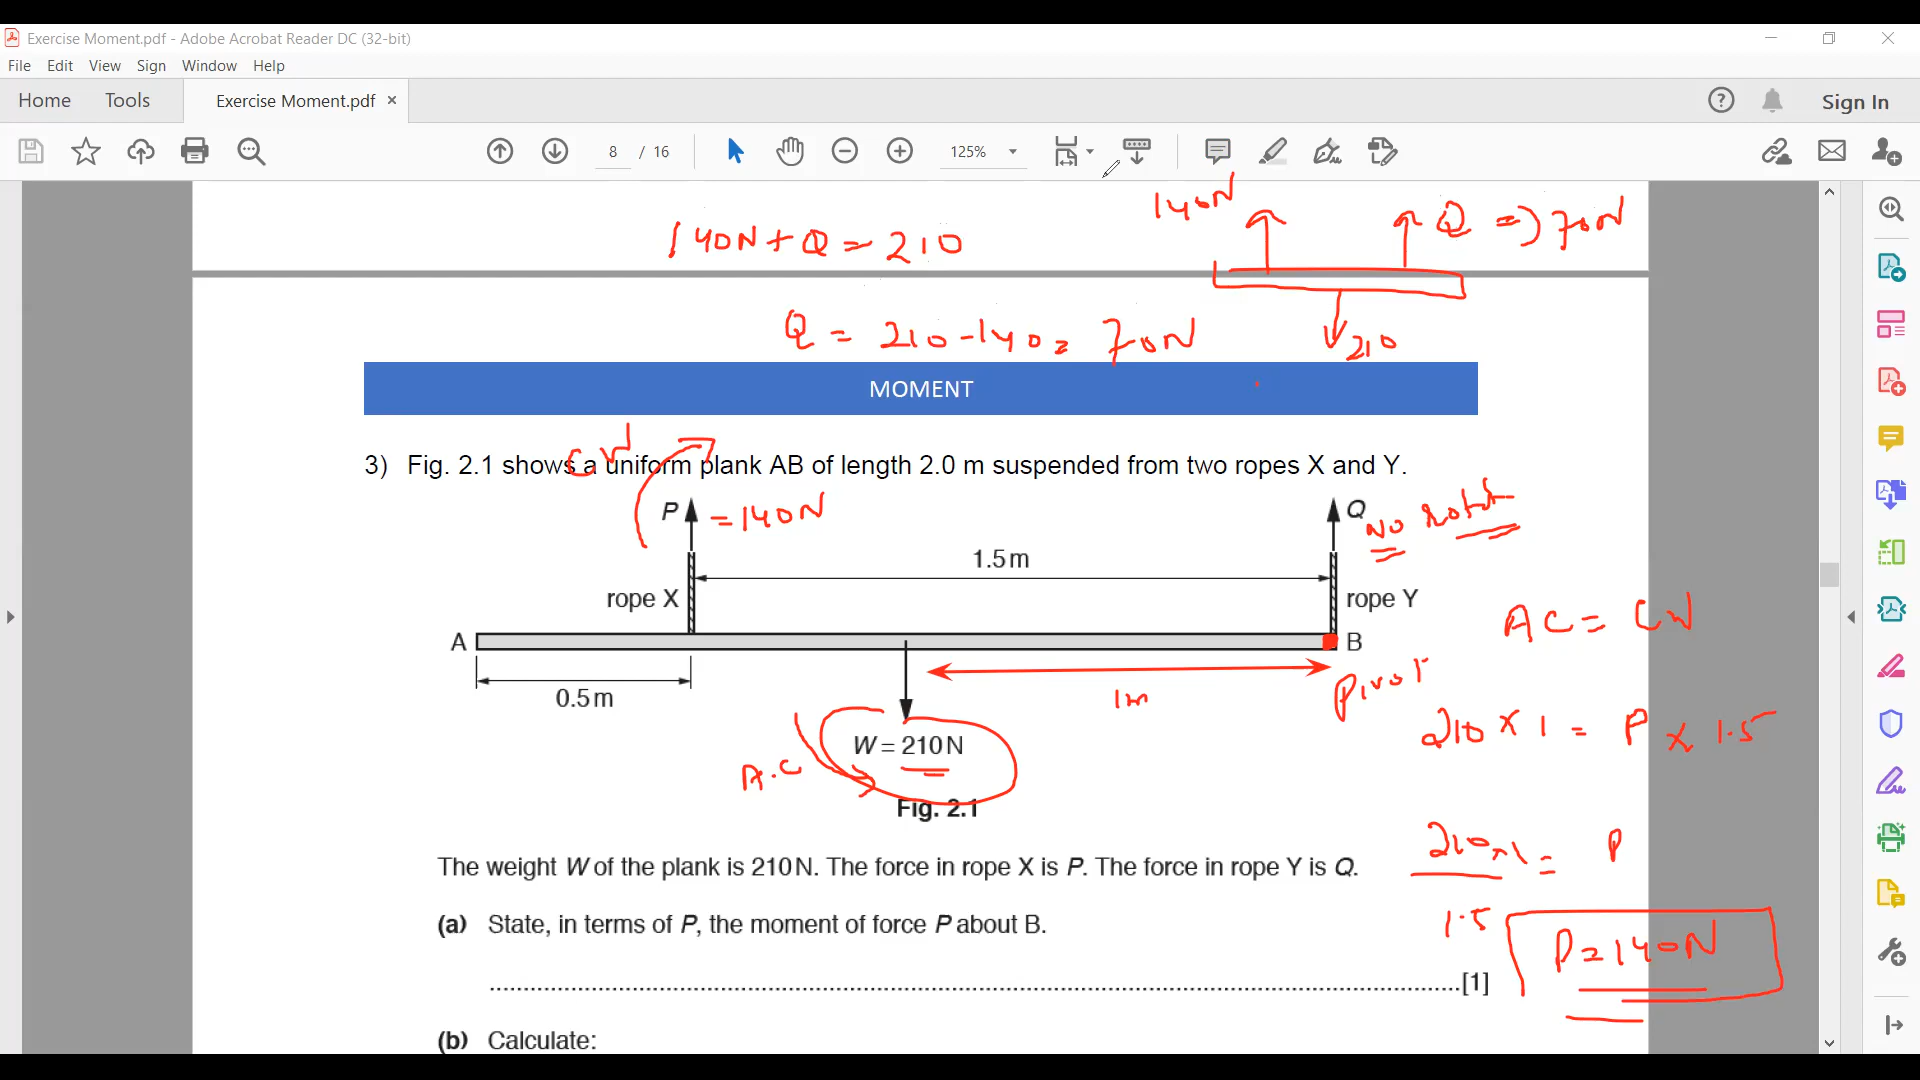 Exercise Moment.pdf - Adobe Acrobat Reader DC (32-bit)
File Edit View Sign Window Help
Home Tools Exercise Moment.pdf × Sign In
8 / 16 125%
140N + Q = 210
140N
Q => 70N
Q = 210 - 140 = 70N
210
MOMENT
CW
3) Fig. 2.1 shows a uniform plank AB of length 2.0 m suspended from two ropes X and Y.
P = 140N
Q
NO
1.5 m
rope X
rope Y
AC = CW
A
B
0.5 m
1m
Pivot
210 × 1 = P × 1.5
W = 210 N
A.C
Fig. 2.1
210 × 1 = P
1.5
The weight W of the plank is 210 N. The force in rope X is P. The force in rope Y is Q.
(a) State, in terms of P, the moment of force P about B.
P = 140N
[1]
(b) Calculate: